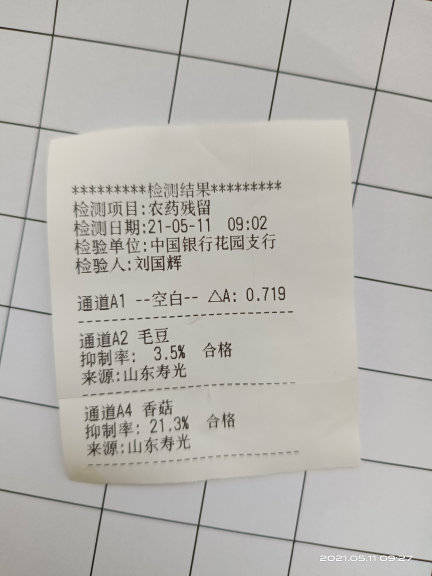 *********检测结果*********
检测项目:农药残留
检测日期:21-05-11  09:02
检验单位:中国银行花园支行
检验人:刘国辉
通道A1 --空白-- △A: 0.719
通道A2 毛豆
抑制率:  3.5%  合格
来源:山东寿光
通道A4 香菇
抑制率: 21.3%  合格
来源:山东寿光
2021.05.11 09:27